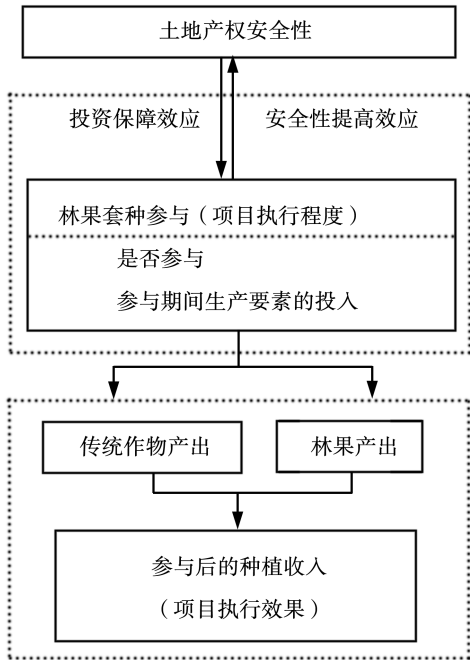 土地产权安全性
投资保障效应
安全性提高效应
林果套种参与（项目执行程度）
是否参与
参与期间生产要素的投入
传统作物产出
林果产出
参与后的种植收入
（项目执行效果）